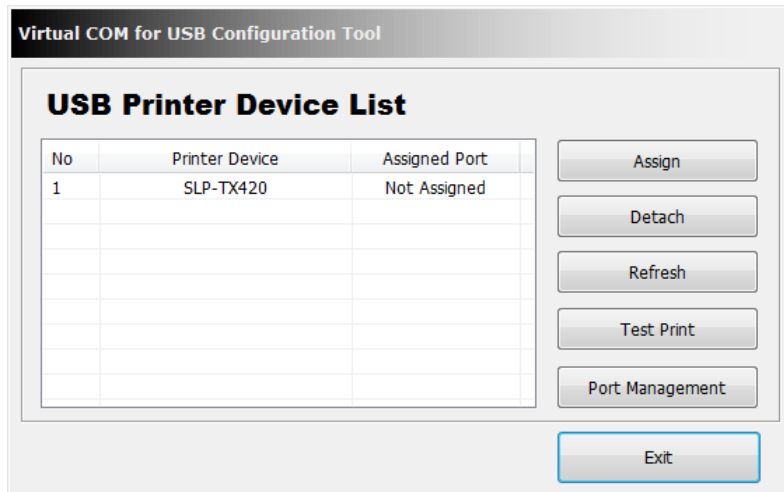 Virtual COM for USB Configuration Tool
USB Printer Device List
No Printer Device Assigned Port
1 SLP-TX420 Not Assigned
Assign
Detach
Refresh
Test Print
Port Management
Exit